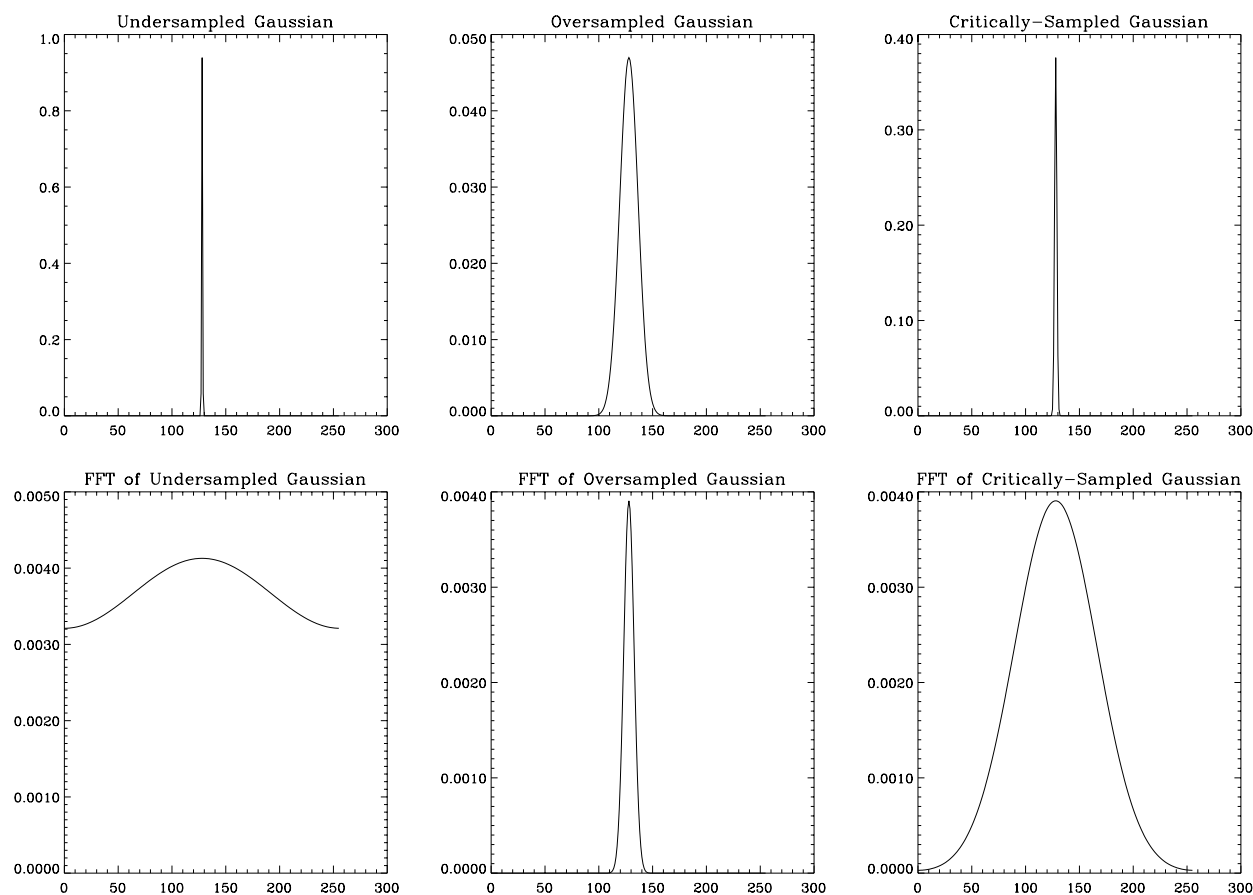 Undersampled Gaussian
1.0
0.8
0.6
0.4
0.2
0.0
0 50 100 150 200 250 300
Oversampled Gaussian
0.050
0.040
0.030
0.020
0.010
0.000
0 50 100 150 200 250 300
Critically-Sampled Gaussian
0.40
0.30
0.20
0.10
0.00
0 50 100 150 200 250 300
FFT of Undersampled Gaussian
0.0050
0.0040
0.0030
0.0020
0.0010
0.0000
0 50 100 150 200 250 300
FFT of Oversampled Gaussian
0.0040
0.0030
0.0020
0.0010
0.0000
0 50 100 150 200 250 300
FFT of Critically-Sampled Gaussian
0.0040
0.0030
0.0020
0.0010
0.0000
0 50 100 150 200 250 300